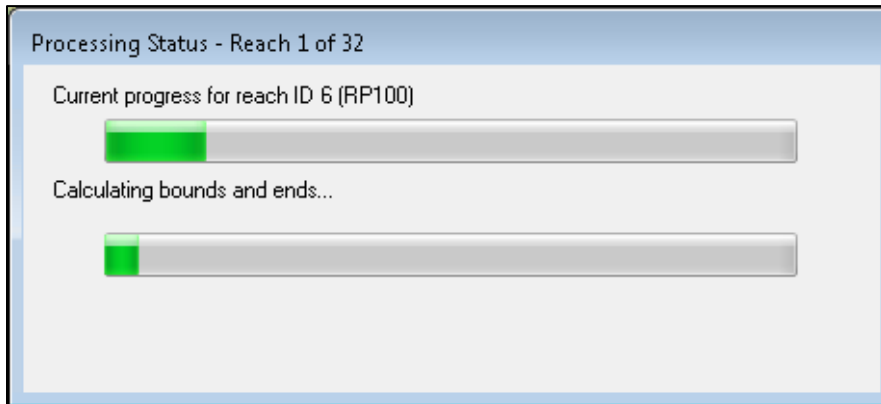 Processing Status - Reach 1 of 32
Current progress for reach ID 6 (RP100)
Calculating bounds and ends...